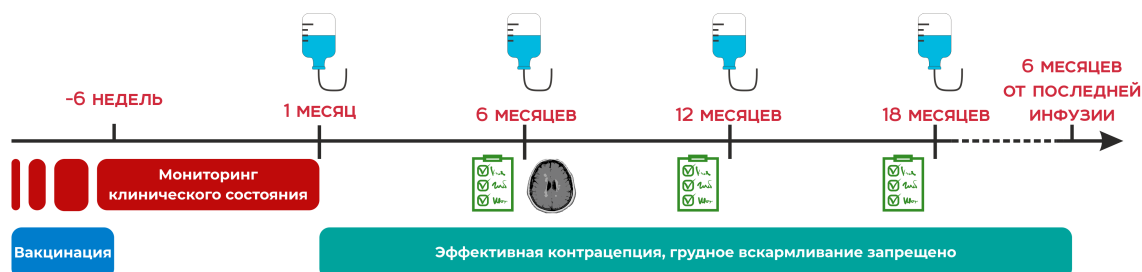 -6 НЕДЕЛЬ
1 МЕСЯЦ
6 МЕСЯЦЕВ
12 МЕСЯЦЕВ
18 МЕСЯЦЕВ
6 МЕСЯЦЕВ
ОТ ПОСЛЕДНЕЙ
ИНФУЗИИ
Мониторинг
клинического состояния
Вакцинация
Эффективная контрацепция, грудное вскармливание запрещено